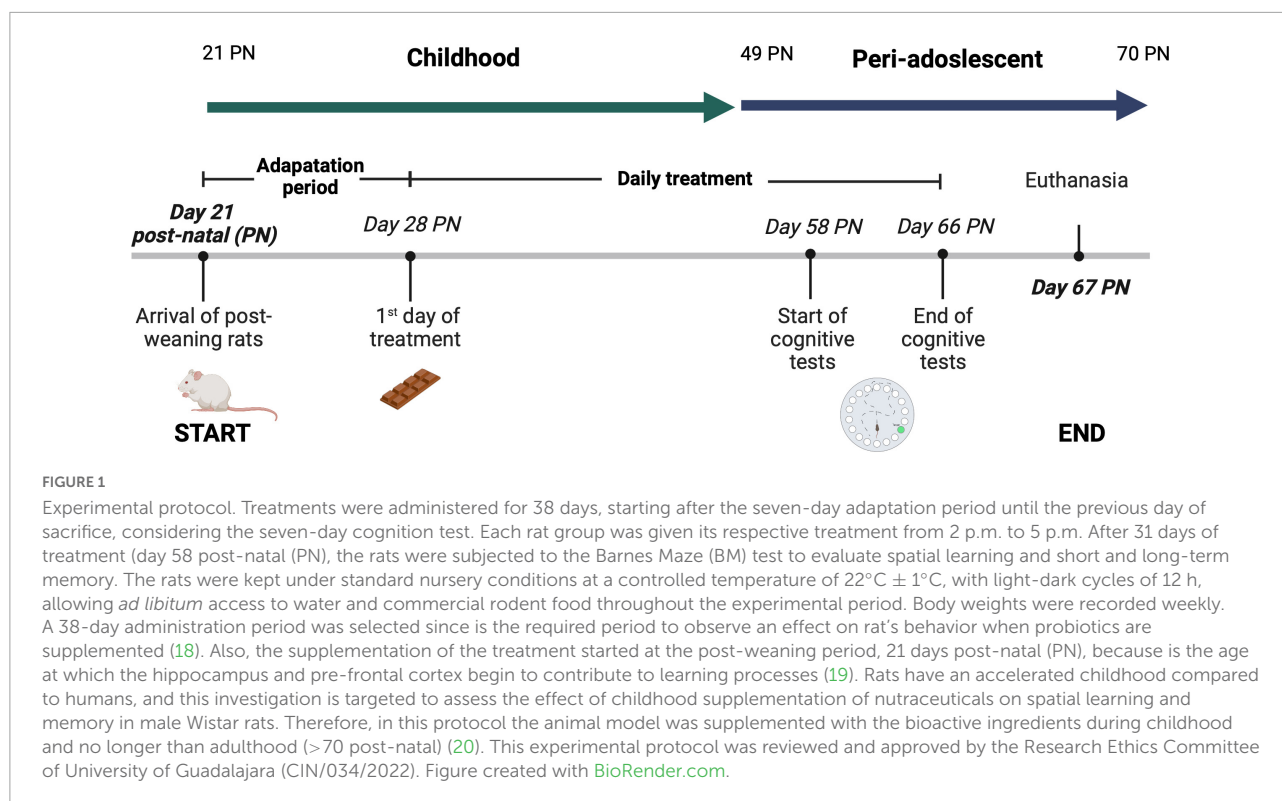 21 PN
Childhood
49 PN
Peri-adoslescent
70 PN
Adapatation
period
Daily treatment
Euthanasia
Day 21
post-natal (PN)
Day 28 PN
Day 58 PN
Day 66 PN
Day 67 PN
Arrival of post-
weaning rats
1st day of
treatment
Start of
cognitive
tests
End of
cognitive
tests
START
END
FIGURE 1
Experimental protocol. Treatments were administered for 38 days, starting after the seven-day adaptation period until the previous day of
sacrifice, considering the seven-day cognition test. Each rat group was given its respective treatment from 2 p.m. to 5 p.m. After 31 days of
treatment (day 58 post-natal (PN), the rats were subjected to the Barnes Maze (BM) test to evaluate spatial learning and short and long-term
memory. The rats were kept under standard nursery conditions at a controlled temperature of 22°C ± 1°C, with light-dark cycles of 12 h,
allowing ad libitum access to water and commercial rodent food throughout the experimental period. Body weights were recorded weekly.
A 38-day administration period was selected since is the required period to observe an effect on rat's behavior when probiotics are
supplemented (18). Also, the supplementation of the treatment started at the post-weaning period, 21 days post-natal (PN), because is the age
at which the hippocampus and pre-frontal cortex begin to contribute to learning processes (19). Rats have an accelerated childhood compared
to humans, and this investigation is targeted to assess the effect of childhood supplementation of nutraceuticals on spatial learning and
memory in male Wistar rats. Therefore, in this protocol the animal model was supplemented with the bioactive ingredients during childhood
and no longer than adulthood (>70 post-natal) (20). This experimental protocol was reviewed and approved by the Research Ethics Committee
of University of Guadalajara (CIN/034/2022). Figure created with BioRender.com.